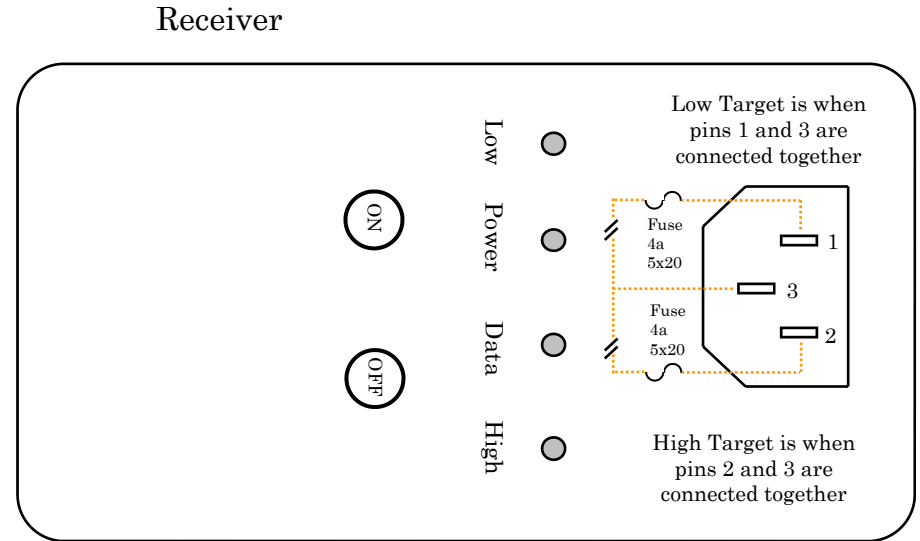 Receiver
Low Target is when
pins 1 and 3 are
connected together
Low
Power
Data
High
ON
OFF
Fuse
4a
5x20
1
3
Fuse
4a
5x20
2
High Target is when
pins 2 and 3 are
connected together